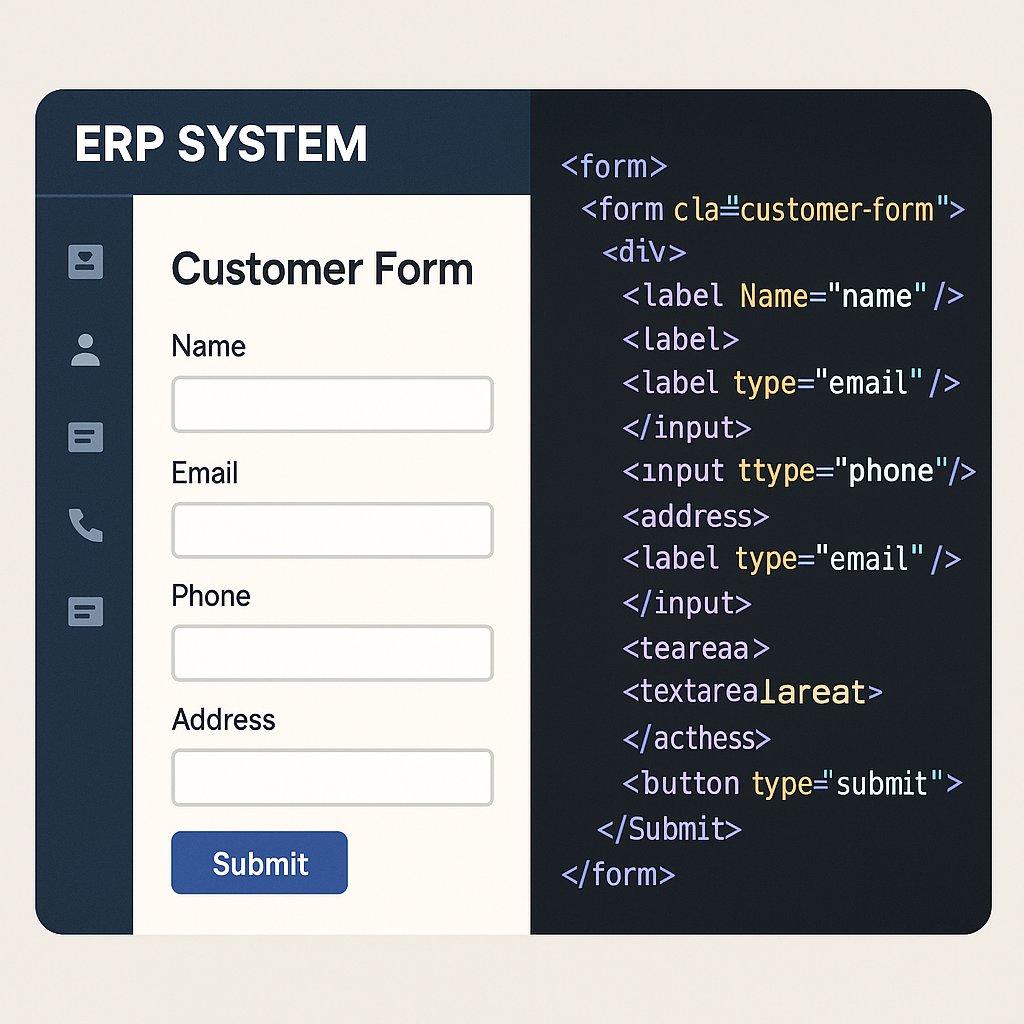 ERP SYSTEM
Customer Form
Name
Email
Phone
Address
Submit
<form>
<form cla="customer-form">
<div>
<label Name="name"/>
<label>
<label type="email"/>
</input>
<ınput ttype="phone"/>
<address>
<label type="email"/>
</input>
<teareaa>
<textareaLareat>
</acthess>
<button type="submit">
</Submit>
</form>